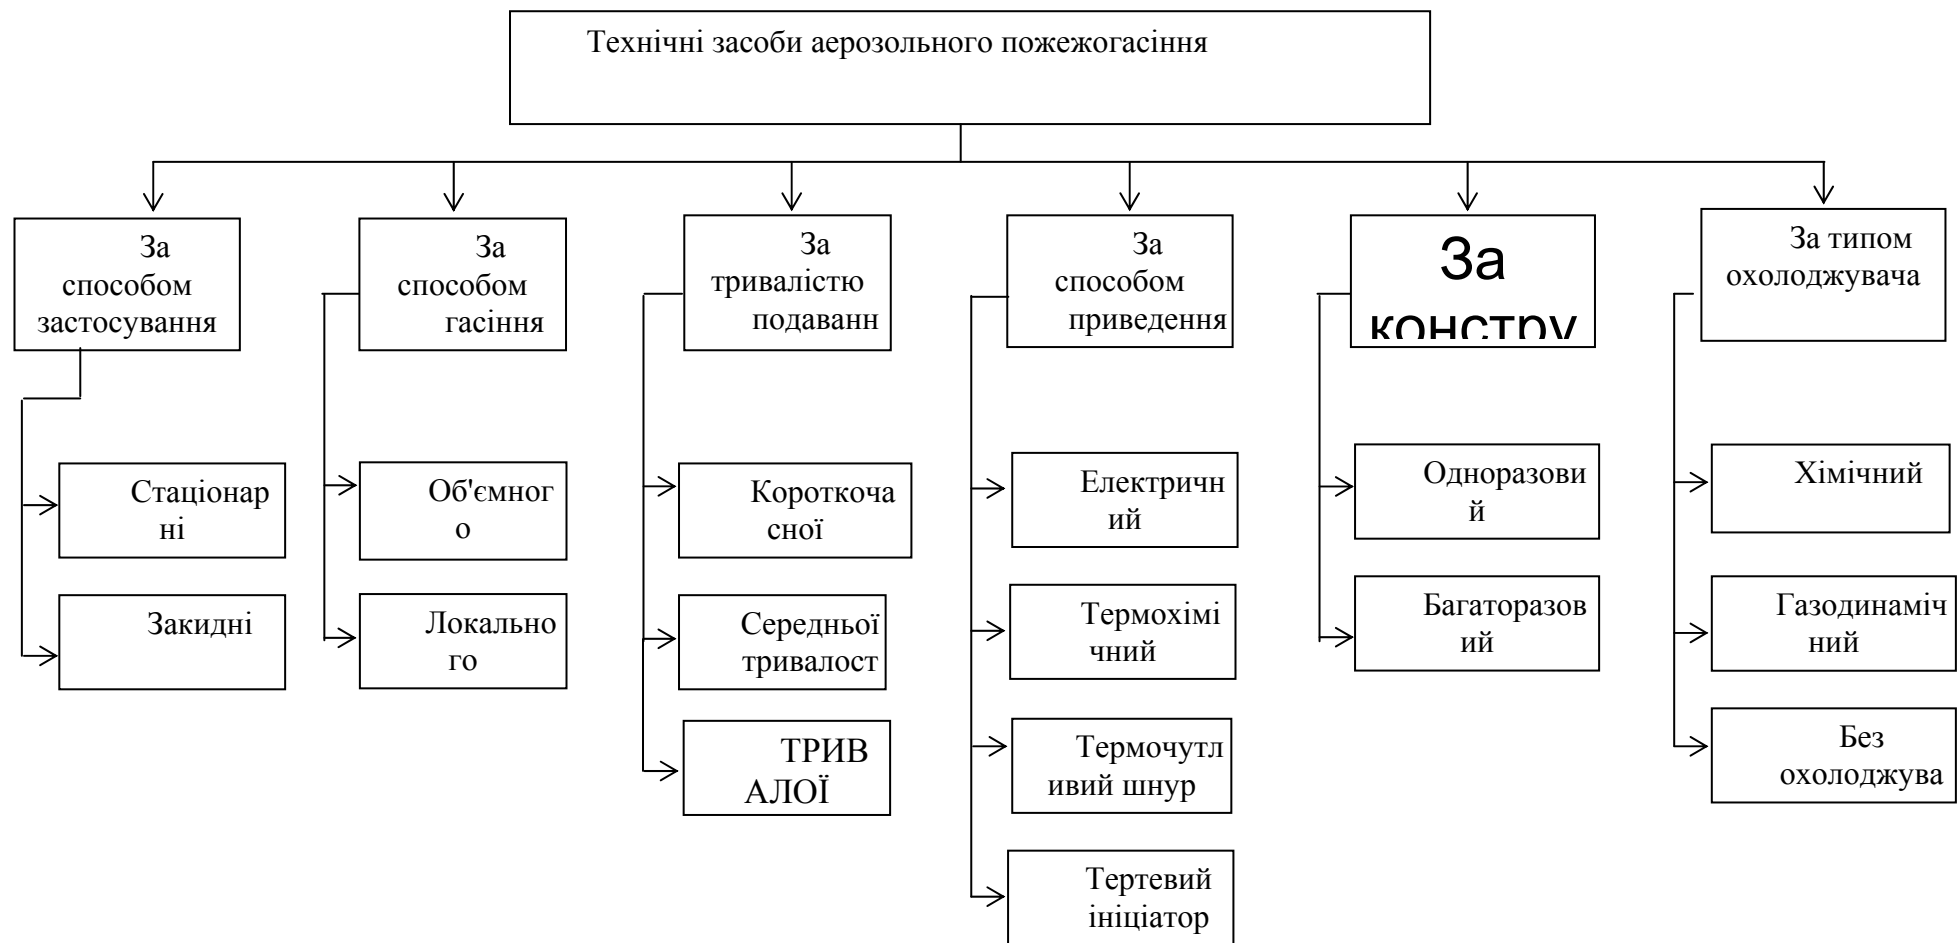 Технічні засоби аерозольного пожежогасіння
За
способом
застосування
За
способом
гасіння
За
тривалістю
подаванн
За
способом
приведення
За
констру
За типом
охолоджувача
Стаціонар
ні
Закидні
Об'ємног
о
Локально
го
Короткоча
сної
Середньої
тривалост
ТРИВ
АЛОЇ
Електричн
ий
Термохімі
чний
Термочутл
ивий шнур
Тертевий
ініціатор
Одноразови
й
Багаторазов
ий
Хімічний
Газодинаміч
ний
Без
охолоджува